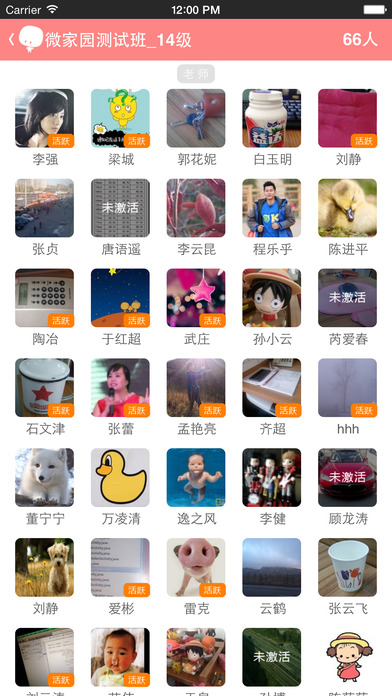 Carrier 12:00 PM
微家园测试班_14级 66人
老 师
活跃 活跃 活跃
李强 梁城 郭花妮 白玉明 刘静
未激活
张贞 唐语遥 李云昆 程乐乎 陈进平
未激活
活跃 活跃 活跃
陶冶 于红超 武庄 孙小云 芮爱春
活跃 活跃 活跃 活跃 活跃
石文津 张蕾 孟艳亮 齐超 hhh
未激活
董宁宁 万凌清 逸之风 李健 顾龙涛
活跃 活跃
刘静 爱彬 雷克 云鹤 张云飞
未激活
活跃 活跃